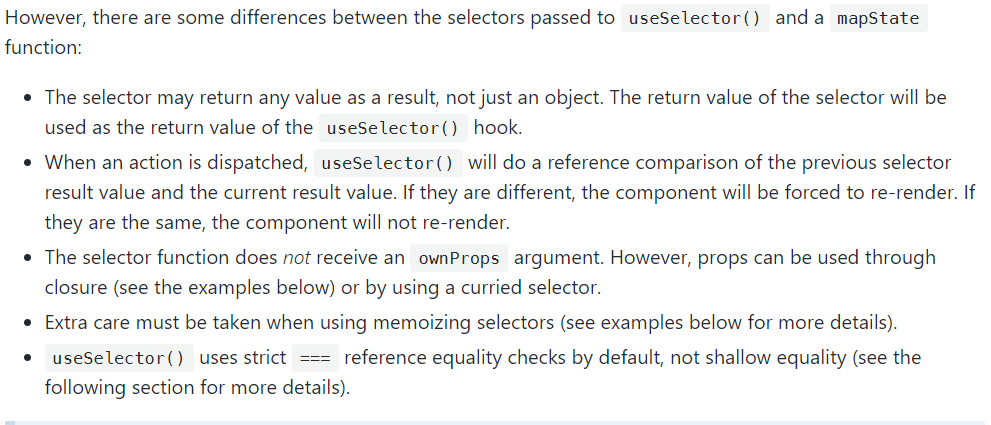 However, there are some differences between the selectors passed to useSelector() and a mapState
function:
• The selector may return any value as a result, not just an object. The return value of the selector will be
used as the return value of the useSelector() hook.
• When an action is dispatched, useSelector() will do a reference comparison of the previous selector
result value and the current result value. If they are different, the component will be forced to re-render. If
they are the same, the component will not re-render.
• The selector function does not receive an ownProps argument. However, props can be used through
closure (see the examples below) or by using a curried selector.
• Extra care must be taken when using memoizing selectors (see examples below for more details).
• useSelector() uses strict === reference equality checks by default, not shallow equality (see the
following section for more details).